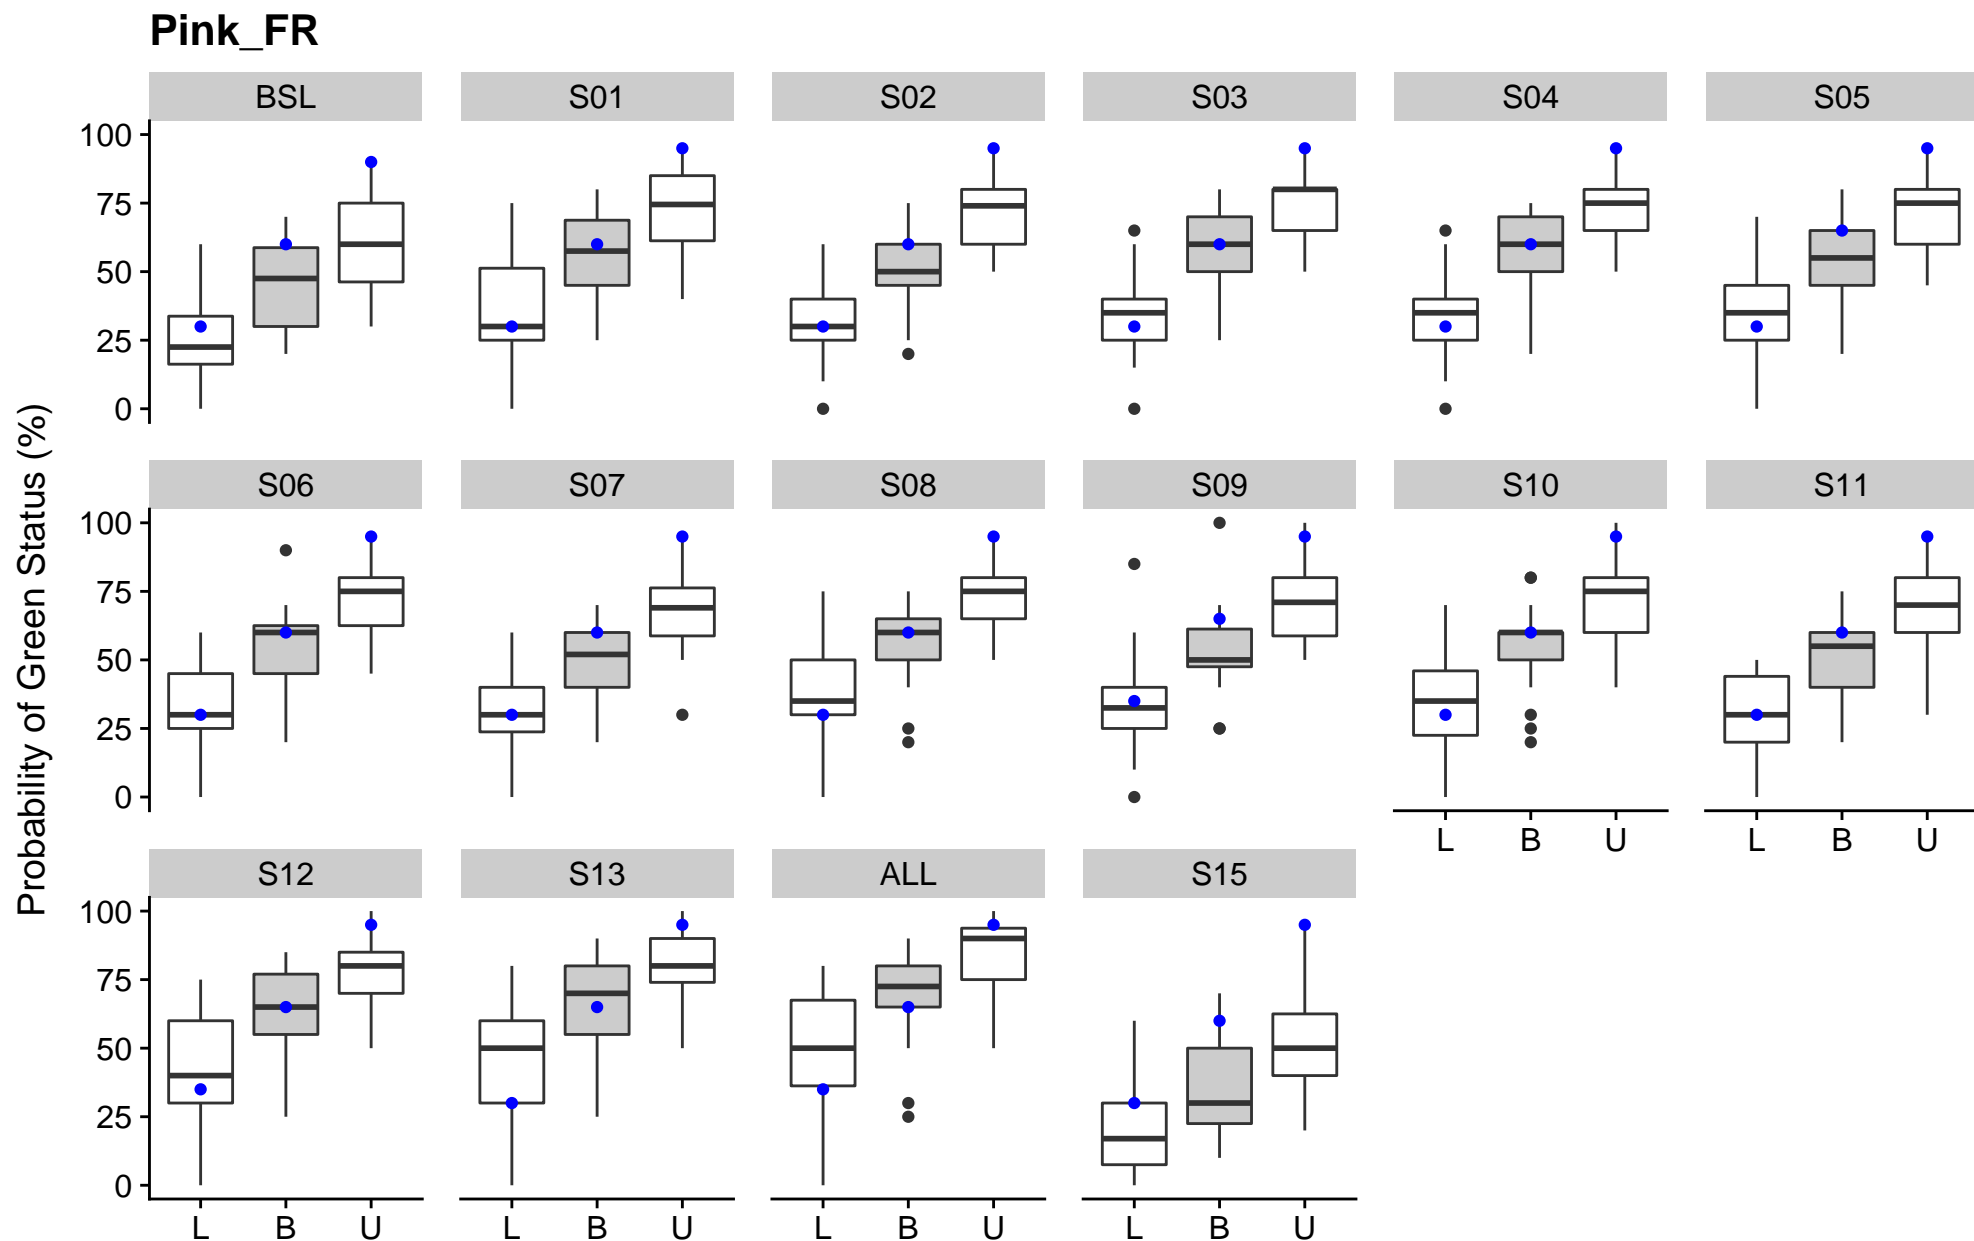 Pink_FR
BSL S01 S02 S03 S04 S05
100
75
50
25
0
S06 S07 S08 S09 S10 S11
100
75
50
25
0
L B U L B U
S12 S13 ALL S15
100
75
50
25
0
L B U L B U L B U L B U
Probability of Green Status (%)